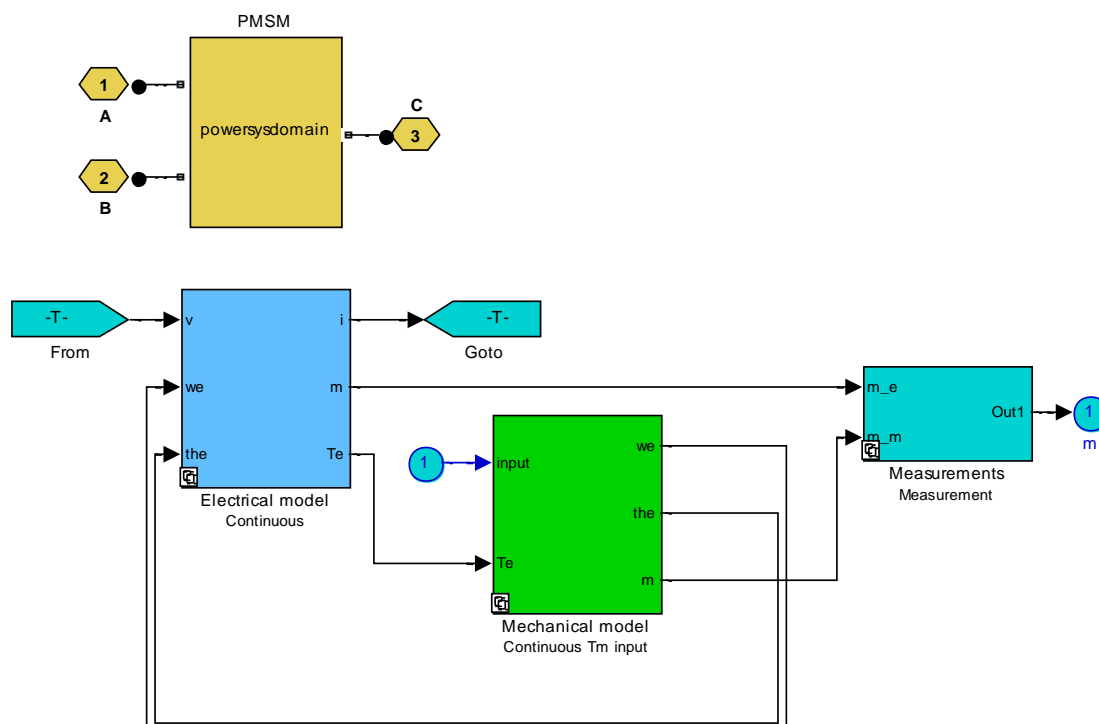 PMSM
1
A
powersysdomain
C
3
2
B
-T-
From
v
we
the
i
m
Te
Electrical model
Continuous
-T-
Goto
1
input
Te
we
the
m
Mechanical model
Continuous Tm input
m_e
m_m
Out1
Measurements
Measurement
1
m